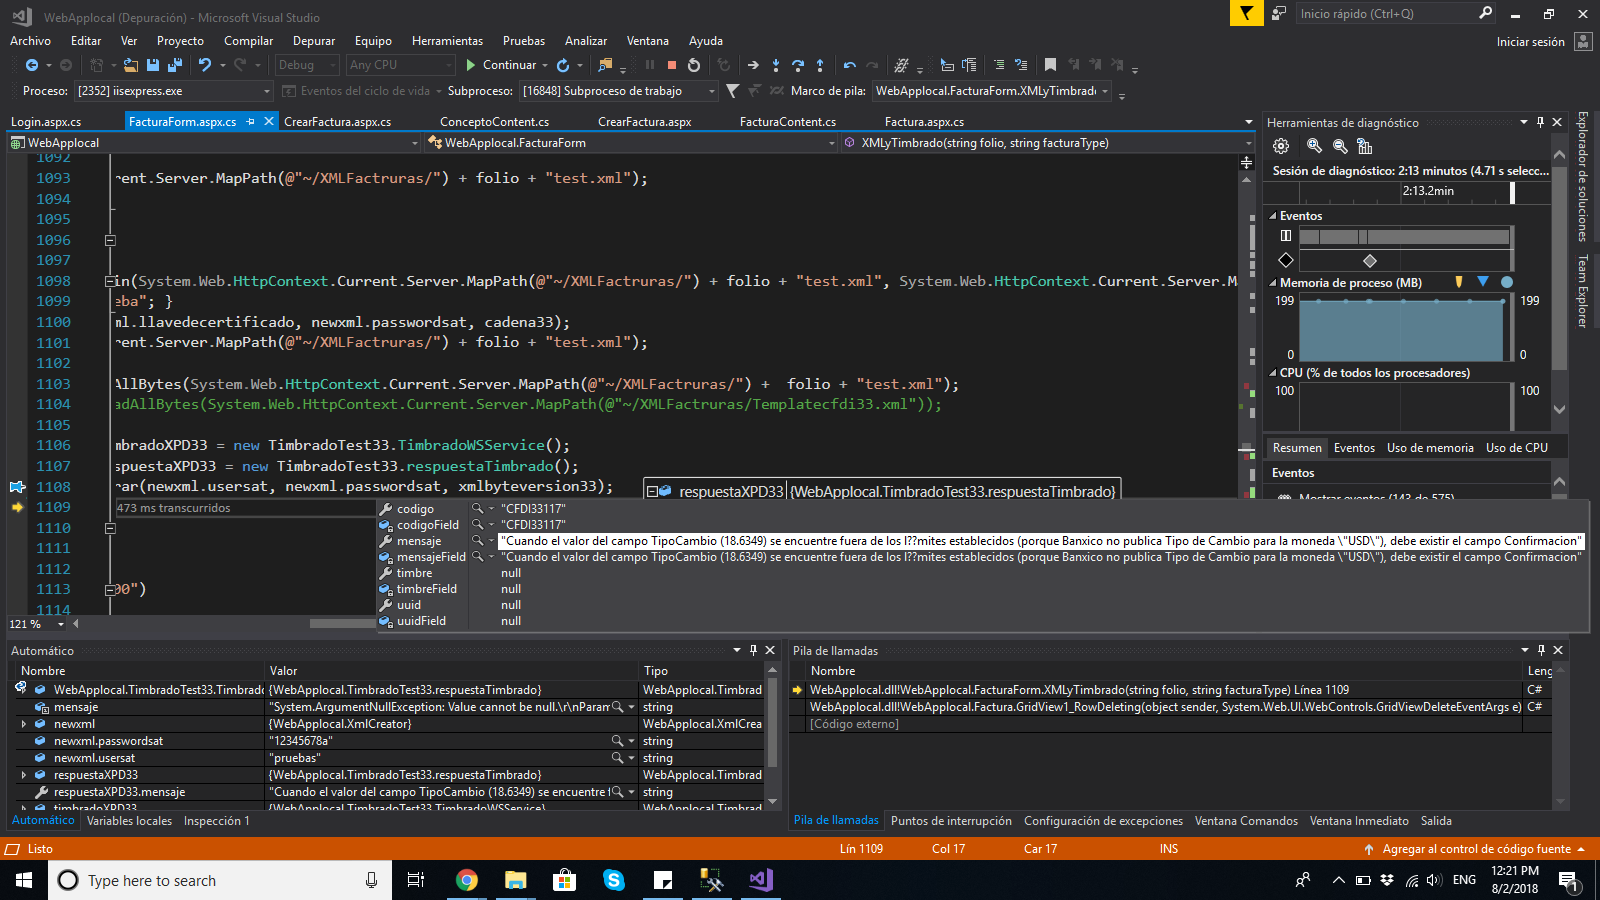 WebApplocal (Depuración) - Microsoft Visual Studio
Inicio rápido (Ctrl+Q)
Archivo Editar Ver Proyecto Compilar Depurar Equipo Herramientas Pruebas Analizar Ventana Ayuda
Iniciar sesión
Debug Any CPU Continuar
Proceso: [2352] iisexpress.exe Eventos del ciclo de vida Subproceso: [16848] Subproceso de trabajo Marco de pila: WebApplocal.FacturaForm.XMLyTimbrado
Login.aspx.cs FacturaForm.aspx.cs CrearFactura.aspx.cs ConceptoContent.cs CrearFactura.aspx FacturaContent.cs Factura.aspx.cs
WebApplocal WebApplocal.FacturaForm XMLyTimbrado(string folio, string facturaType)
1092
1093 rent.Server.MapPath(@"~/XMLFactruras/") + folio + "test.xml");
1094
1095
1096
1097
1098 in(System.Web.HttpContext.Current.Server.MapPath(@"~/XMLFactruras/") + folio + "test.xml", System.Web.HttpContext.Current.Server.M
1099 eba"; }
1100 ml.llavedecertificado, newxml.passwordsat, cadena33);
1101 rent.Server.MapPath(@"~/XMLFactruras/") + folio + "test.xml");
1102
1103 AllBytes(System.Web.HttpContext.Current.Server.MapPath(@"~/XMLFactruras/") +  folio + "test.xml");
1104 adAllBytes(System.Web.HttpContext.Current.Server.MapPath(@"~/XMLFactruras/Templatecfdi33.xml"));
1105
1106 mbradoXPD33 = new TimbradoTest33.TimbradoWSService();
1107 spuestaXPD33 = new TimbradoTest33.respuestaTimbrado();
1108 rar(newxml.usersat, newxml.passwordsat, xmlbyteversion33);
respuestaXPD33 {WebApplocal.TimbradoTest33.respuestaTimbrado}
1109 473 ms transcurridos
1110
1111
1112
1113 00")
1114
codigo "CFDI33117"
codigoField "CFDI33117"
mensaje "Cuando el valor del campo TipoCambio (18.6349) se encuentre fuera de los l??mites establecidos (porque Banxico no publica Tipo de Cambio para la moneda \"USD\"), debe existir el campo Confirmacion"
mensajeField "Cuando el valor del campo TipoCambio (18.6349) se encuentre fuera de los l??mites establecidos (porque Banxico no publica Tipo de Cambio para la moneda \"USD\"), debe existir el campo Confirmacion"
timbre null
timbreField null
uuid null
uuidField null
121 %
Herramientas de diagnóstico
Sesión de diagnóstico: 2:13 minutos (4.71 s selecc...
2:13.2min
Eventos
Memoria de proceso (MB)
199 199
0 0
CPU (% de todos los procesadores)
100 100
Resumen Eventos Uso de memoria Uso de CPU
Eventos
Mostrar eventos (143 de 575)
Explorador de soluciones
Team Explorer
Automático
Nombre Valor Tipo
WebApplocal.TimbradoTest33.Timbrado {WebApplocal.TimbradoTest33.respuestaTimbrado} WebApplocal.Timbrad
mensaje "System.ArgumentNullException: Value cannot be null.\r\nParam string
newxml {WebApplocal.XmlCreator} WebApplocal.XmlCrea
newxml.passwordsat "12345678a" string
newxml.usersat "pruebas" string
respuestaXPD33 {WebApplocal.TimbradoTest33.respuestaTimbrado} WebApplocal.Timbrad
respuestaXPD33.mensaje "Cuando el valor del campo TipoCambio (18.6349) se encuentre f string
timbradoXPD33 {WebApplocal.TimbradoTest33.TimbradoWSService} WebApplocal.Timbrad
Automático Variables locales Inspección 1
Pila de llamadas
Nombre Leng
WebApplocal.dll!WebApplocal.FacturaForm.XMLyTimbrado(string folio, string facturaType) Línea 1109 C#
WebApplocal.dll!WebApplocal.Factura.GridView1_RowDeleting(object sender, System.Web.UI.WebControls.GridViewDeleteEventArgs e) C#
[Código externo]
Pila de llamadas Puntos de interrupción Configuración de excepciones Ventana Comandos Ventana Inmediato Salida
Listo Lín 1109 Col 17 Car 17 INS Agregar al control de código fuente
Type here to search
ENG
12:21 PM
8/2/2018
1